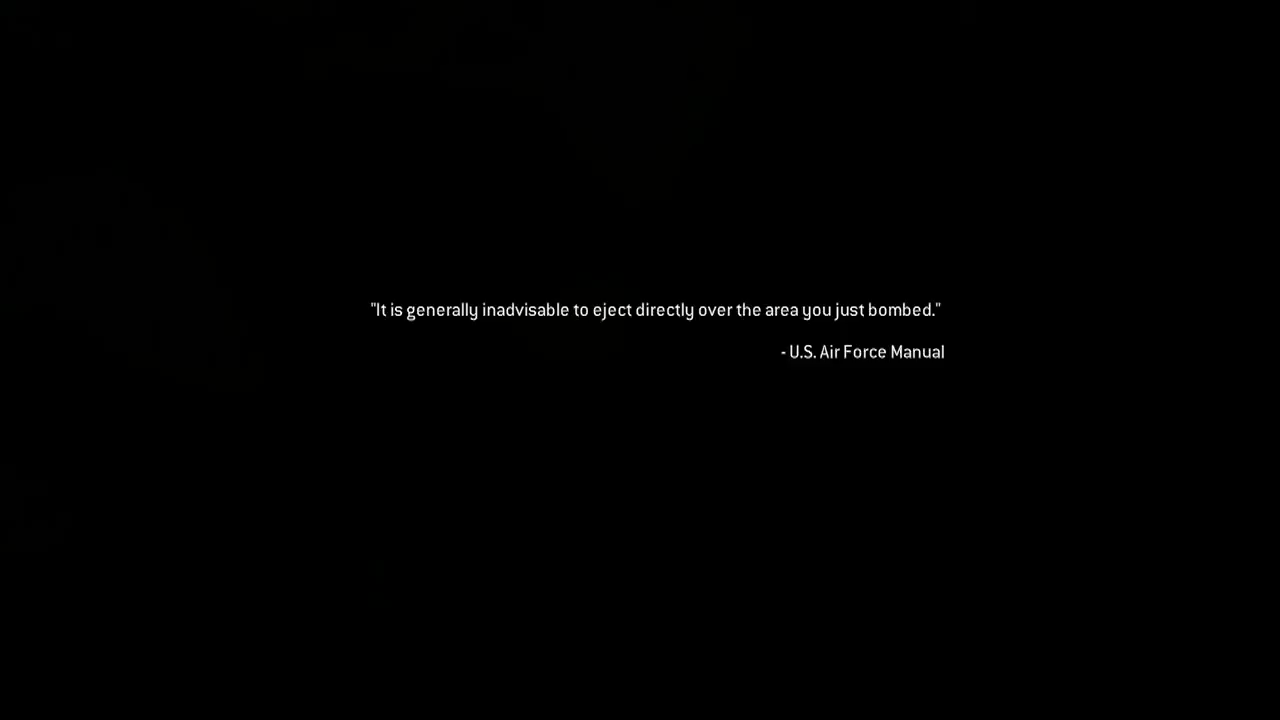 "It is generally inadvisable to eject directly over the area you just bombed."
- U.S. Air Force Manual